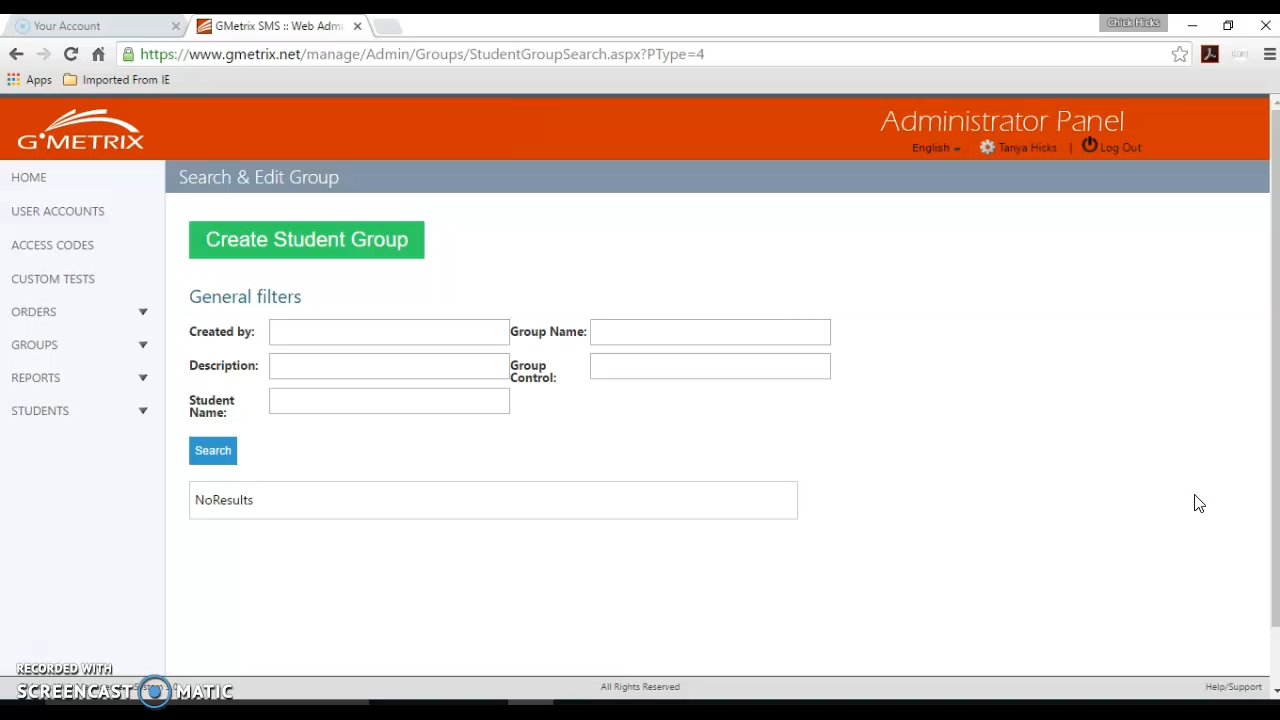 Your Account
GMetrix SMS :: Web Admi
Chick Hicks
https://www.gmetrix.net/manage/Admin/Groups/StudentGroupSearch.aspx?PType=4
Apps Imported From IE
G METRIX
Administrator Panel
English Tanya Hicks | Log Out
HOME
USER ACCOUNTS
ACCESS CODES
CUSTOM TESTS
ORDERS
GROUPS
REPORTS
STUDENTS
Search & Edit Group
Create Student Group
General filters
Created by: Group Name:
Description: Group Control:
Student Name:
Search
NoResults
RECORDED WITH
SCREENCAST MATIC
All Rights Reserved
Help/Support